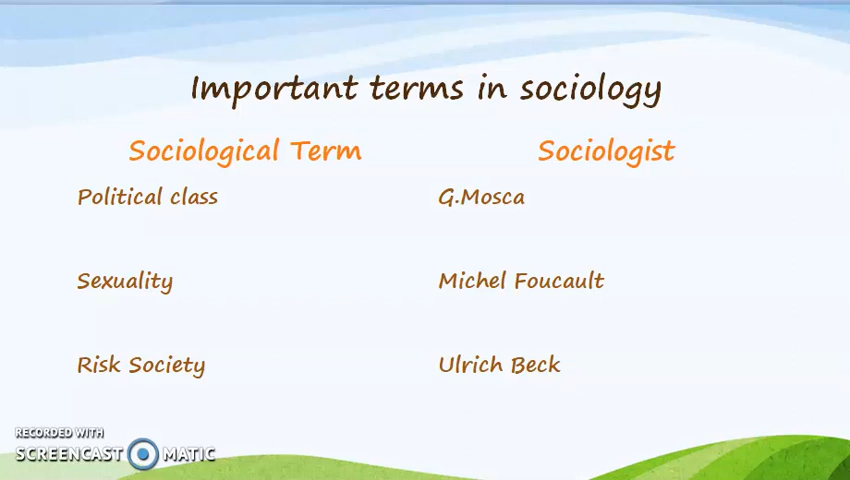 Important terms in sociology
Sociological Term Sociologist
Political class G.Mosca
Sexuality Michel Foucault
Risk Society Ulrich Beck
RECORDED WITH
SCREENCAST MATIC